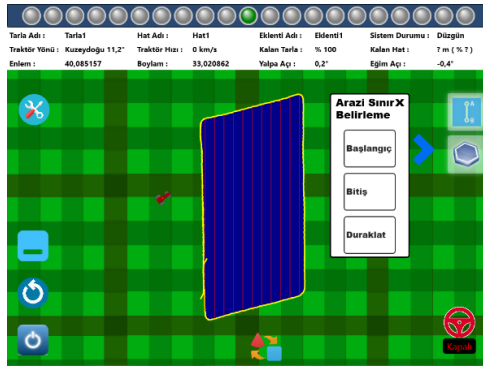 Tarla Adı : Tarla1 Hat Adı : Hat1 Eklenti Adı : Eklenti1 Sistem Durumu : Düzgün
Traktör Yönü : Kuzeydoğu 11,2° Traktör Hızı : 0 km/s Kalan Tarla : % 100 Kalan Hat : ? m ( % ? )
Enlem : 40,085157 Boylam : 33,020862 Yalpa Açı : 0,2° Eğim Açı : -0,4°
Arazi Sınır X
Belirleme
Başlangıç
Bitiş
Duraklat
A
B
Kapalı